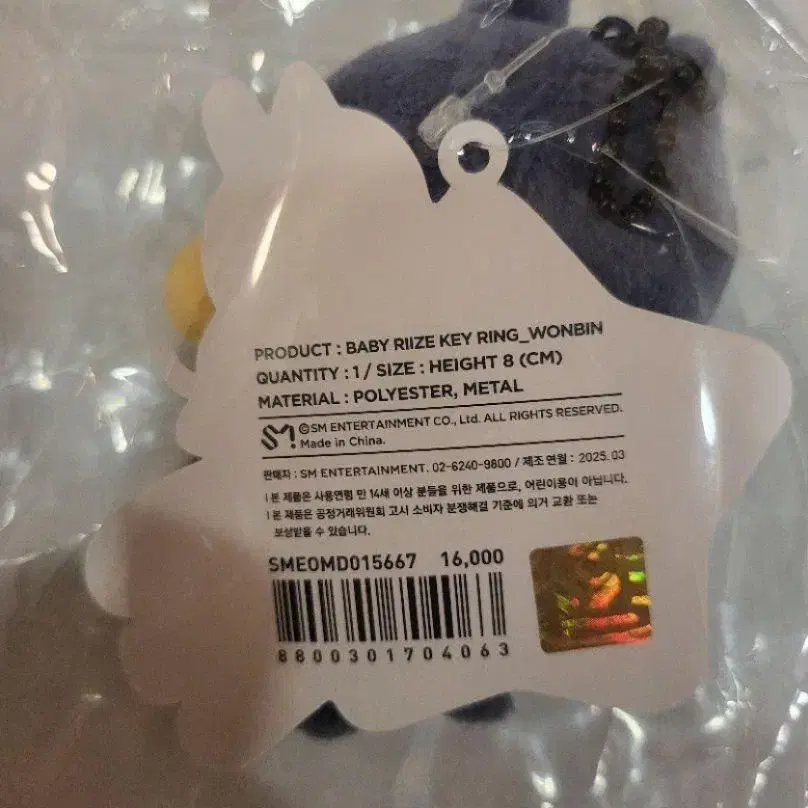 PRODUCT : BABY RIIZE KEY RING_WONBIN
QUANTITY : 1 / SIZE : HEIGHT 8 (CM)
MATERIAL : POLYESTER, METAL
SM! ©SM ENTERTAINMENT CO., Ltd. ALL RIGHTS RESERVED.
Made in China.
판매자 : SM ENTERTAINMENT. 02-6240-9800 / 제조 연월 : 2025. 03
ㅣ본 제품은 사용연령 만 14세 이상 분들을 위한 제품으로, 어린이용이 아닙니다.
ㅣ본 제품은 공정거래위원회 고시 소비자 분쟁해결 기준에 의거 교환 또는
보상받을 수 있습니다.
SMEOMD015667 16,000
8800301704063